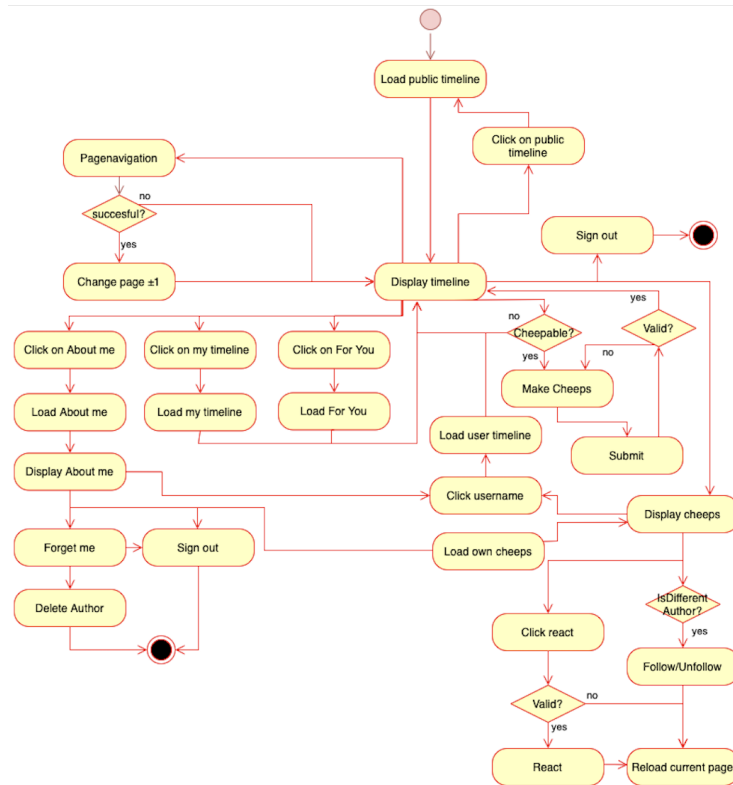 Load public timeline
Click on public
timeline
Pagenavigation
no
succesful?
yes
Sign out
Change page ±1
Display timeline
yes
no
Cheepable?
Valid?
Click on About me
Click on my timeline
Click on For You
yes
no
Make Cheeps
Load About me
Load my timeline
Load For You
Load user timeline
Submit
Display About me
Click username
Display cheeps
Forget me
Sign out
Load own cheeps
Delete Author
IsDifferent
Author?
Click react
yes
Follow/Unfollow
Valid?
no
yes
React
Reload current page